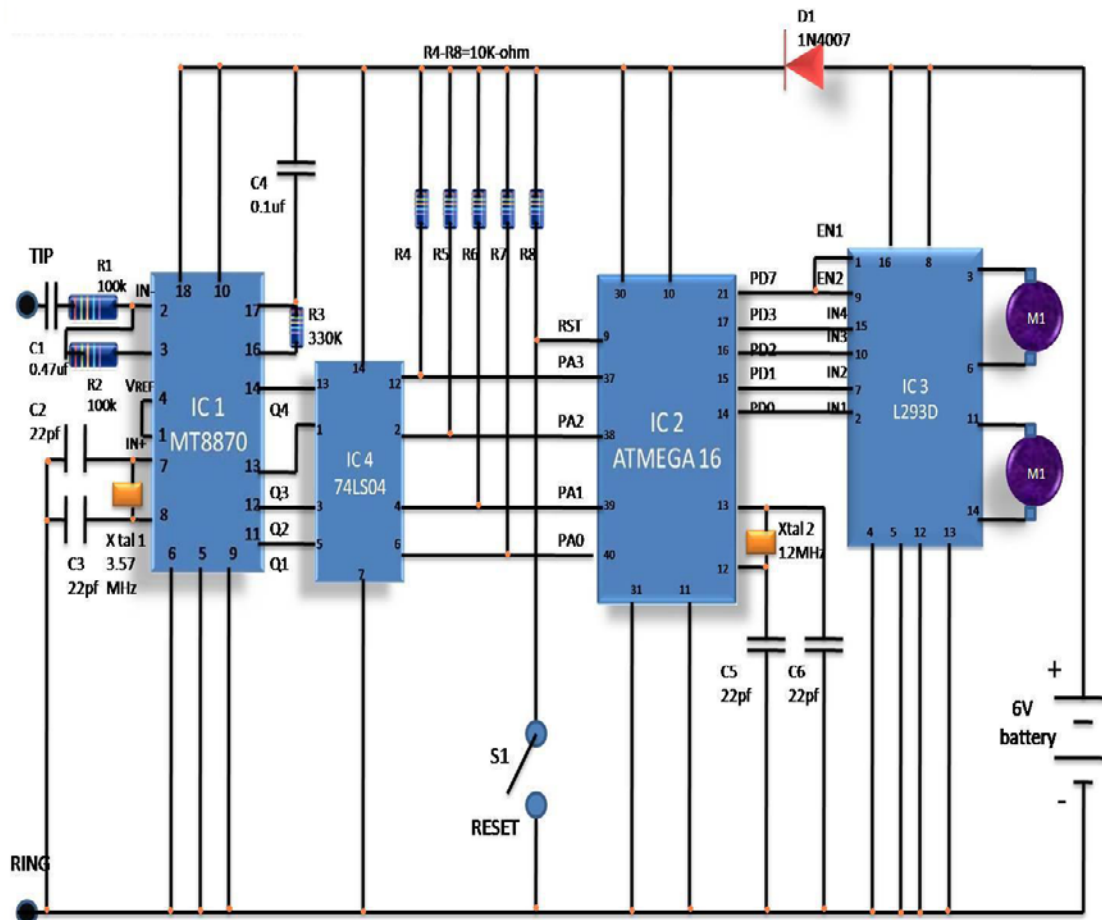 D1
1N4007
R4-R8=10K-ohm
C4
0.1uf
TIP
R1
100k
IN-
C1
0.47uf
R2
100k
VREF
C2
22pf
IN+
X tal 1
3.57
MHz
C3
22pf
RING
18
10
2
3
4
1
7
8
17
16
14
13
12
11
6
5
9
IC 1
MT8870
R3
330K
Q4
Q3
Q2
Q1
14
13
1
3
5
12
2
4
6
7
IC 4
74LS04
R4
R5
R6
R7
R8
RST
PA3
PA2
PA1
PA0
S1
RESET
30
10
9
37
38
39
40
21
17
16
15
14
13
12
31
11
IC 2
ATMEGA 16
PD7
PD3
PD2
PD1
PD0
EN1
EN2
IN4
IN3
IN2
IN1
Xtal 2
12MHz
C5
22pf
C6
22pf
16
8
1
9
15
10
7
2
3
6
11
14
4
5
12
13
IC 3
L293D
M1
M1
+
6V
battery
-